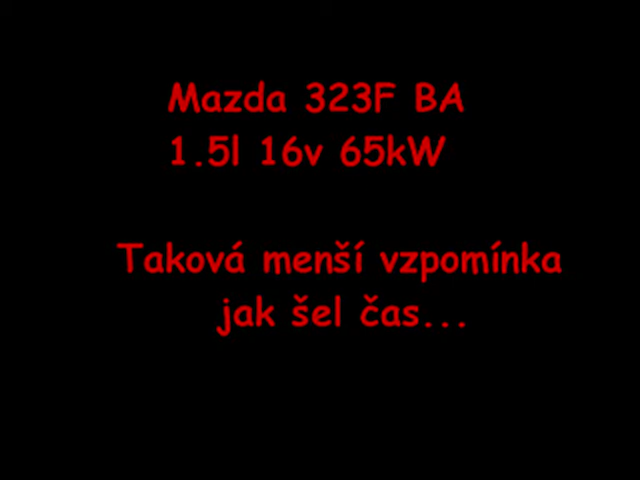 Mazda 323F BA
1.5l 16v 65kW
Taková menší vzpomínka
jak šel čas...